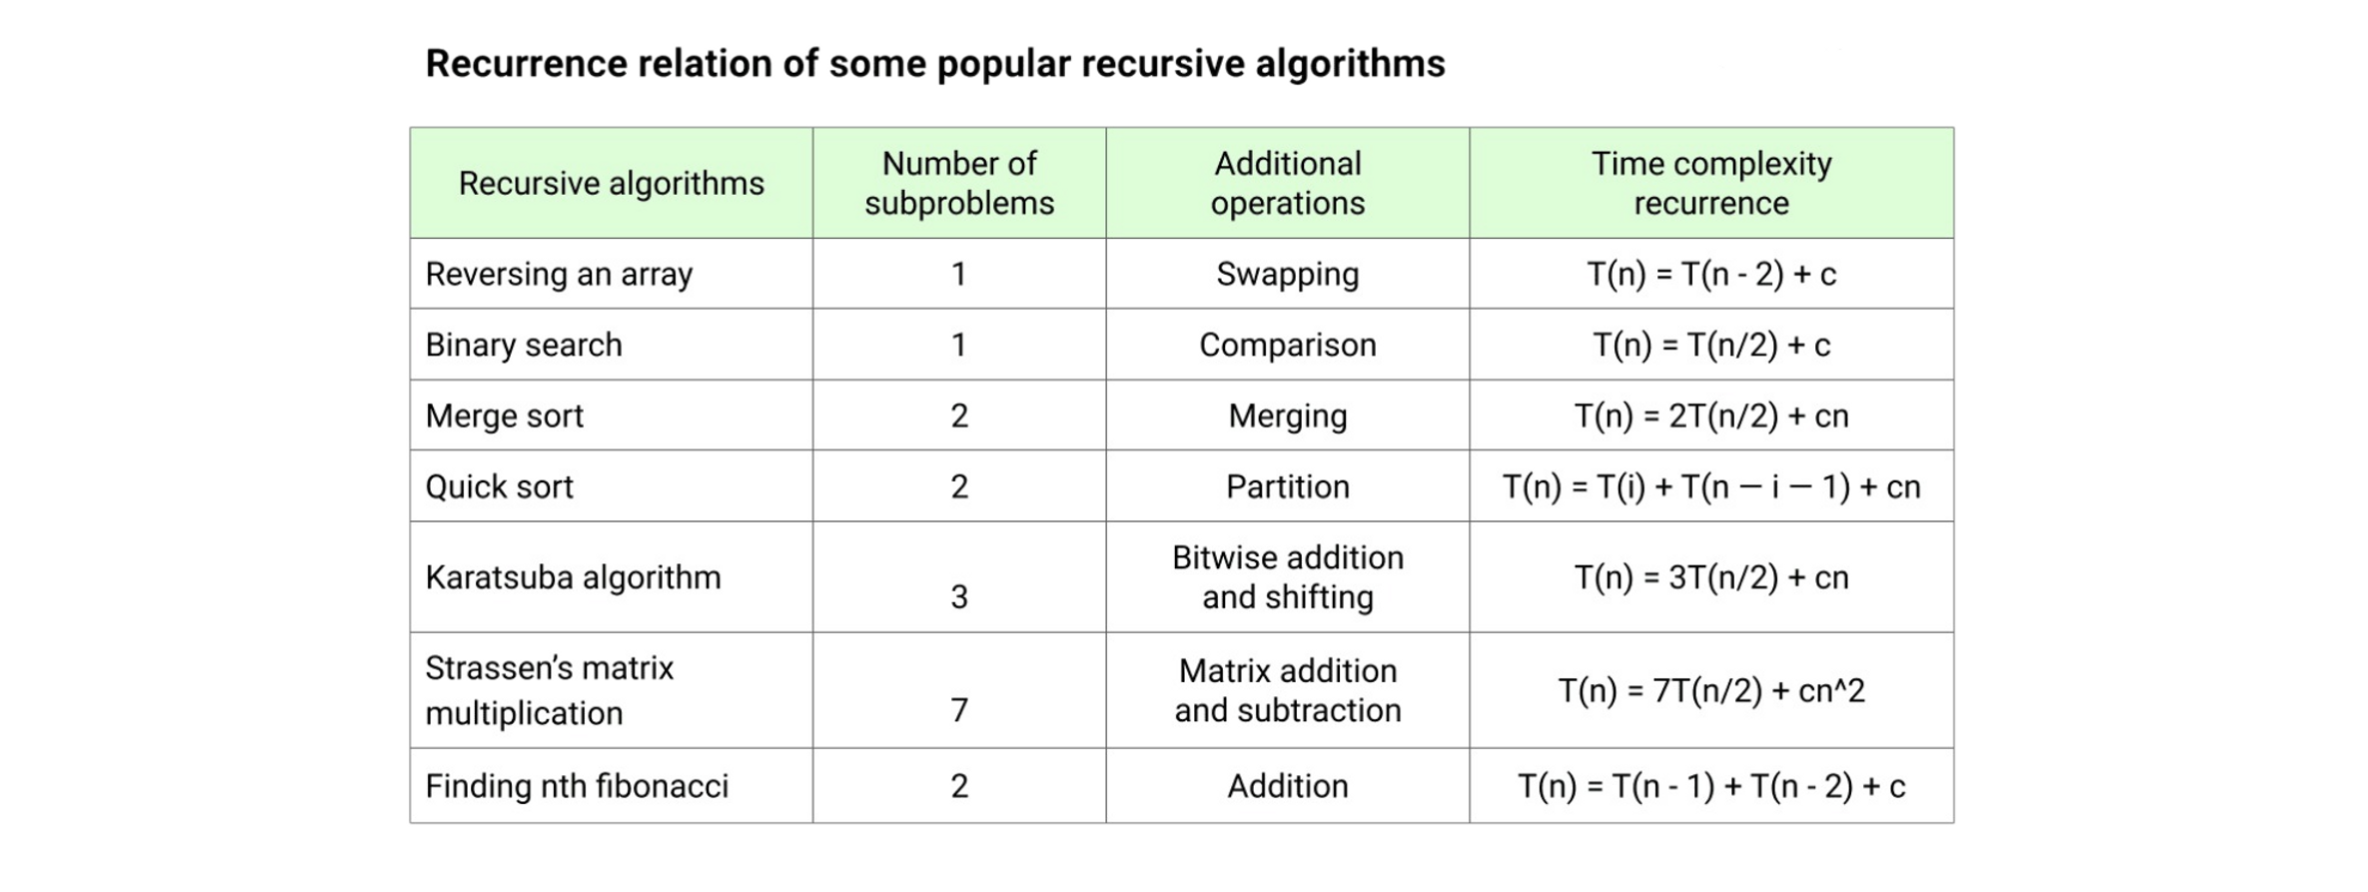 Recurrence relation of some popular recursive algorithms
Recursive algorithms
Number of
subproblems
Additional
operations
Time complexity
recurrence
Reversing an array
1
Swapping
T(n) = T(n - 2) + c
Binary search
1
Comparison
T(n) = T(n/2) + c
Merge sort
2
Merging
T(n) = 2T(n/2) + cn
Quick sort
2
Partition
T(n) = T(i) + T(n − i − 1) + cn
Karatsuba algorithm
3
Bitwise addition
and shifting
T(n) = 3T(n/2) + cn
Strassen’s matrix
multiplication
7
Matrix addition
and subtraction
T(n) = 7T(n/2) + cn^2
Finding nth fibonacci
2
Addition
T(n) = T(n - 1) + T(n - 2) + c